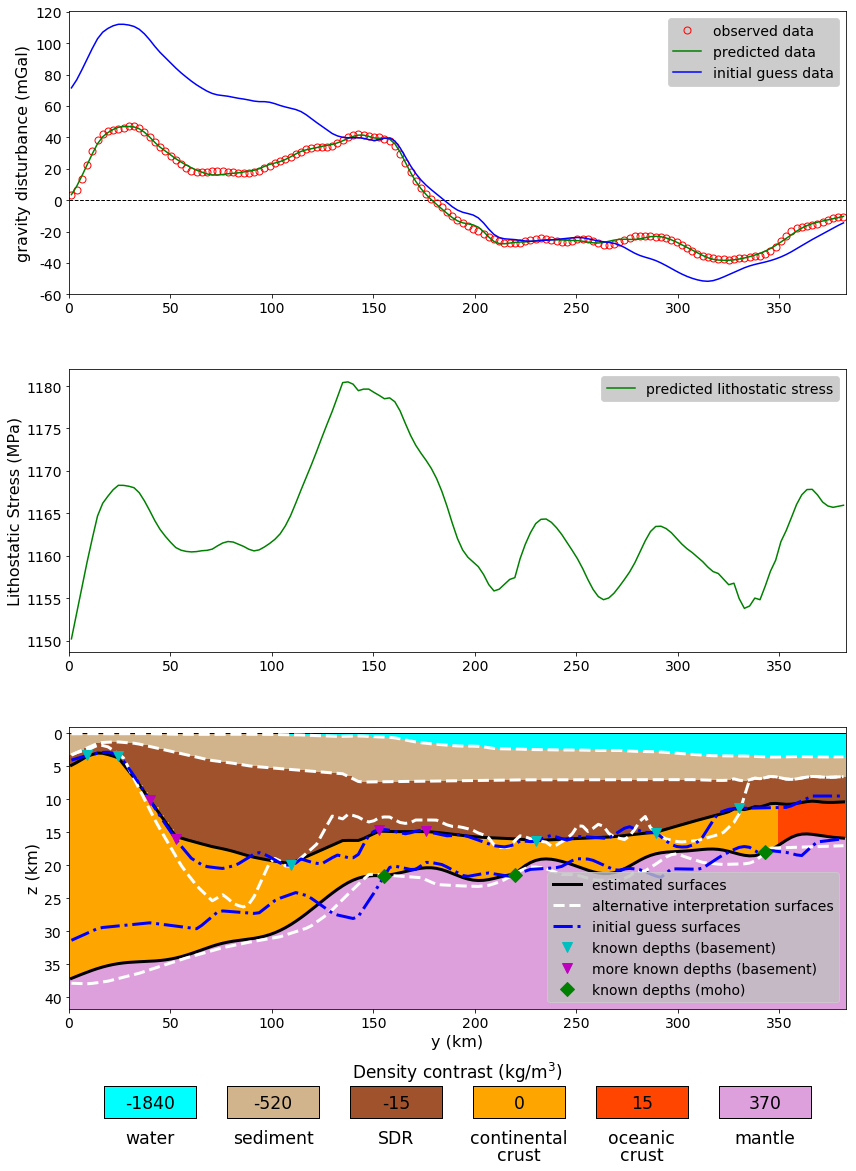 120
100
80
60
40
20
0
-20
-40
-60
gravity disturbance (mGal)
observed data
predicted data
initial guess data
0 50 100 150 200 250 300 350
1180
1175
1170
1165
1160
1155
1150
Lithostatic Stress (MPa)
predicted lithostatic stress
0 50 100 150 200 250 300 350
0
5
10
15
20
25
30
35
40
z (km)
estimated surfaces
alternative interpretation surfaces
initial guess surfaces
known depths (basement)
more known depths (basement)
known depths (moho)
0 50 100 150 200 250 300 350
y (km)
Density contrast (kg/m³)
-1840 -520 -15 0 15 370
water sediment SDR continental oceanic mantle
crust crust